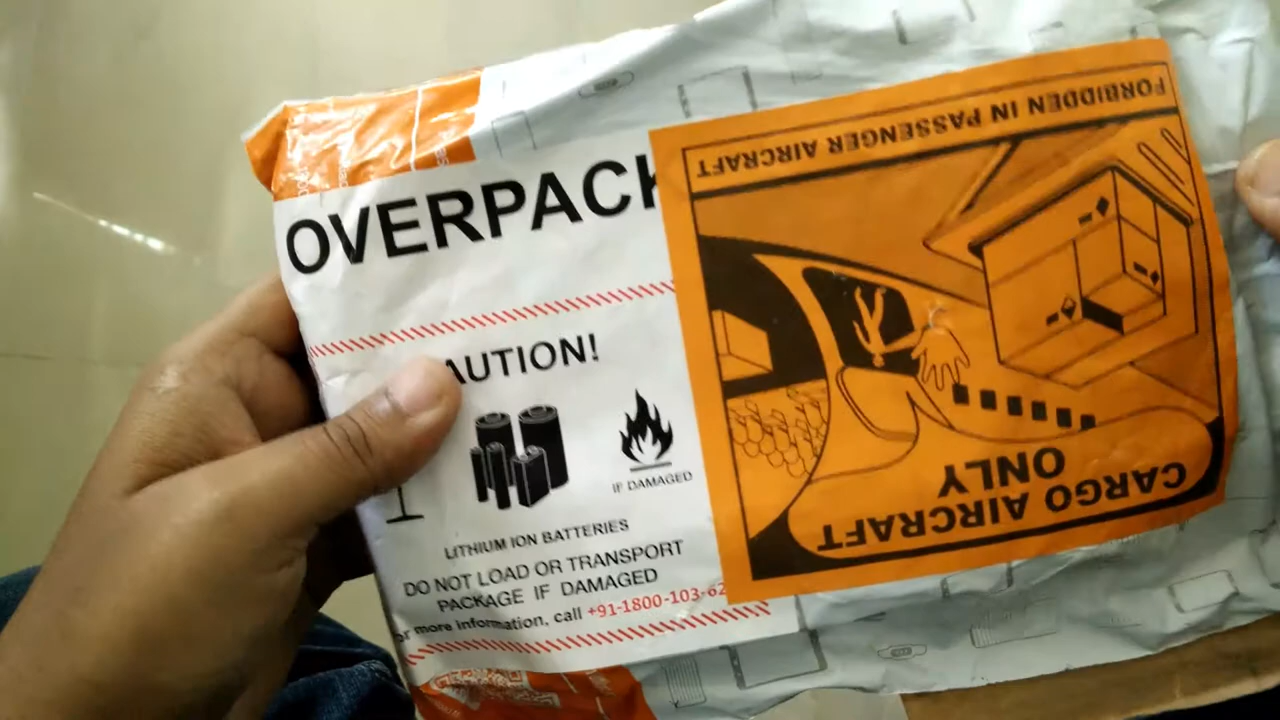 OVERPACK
AUTION!
IF DAMAGED
LITHIUM ION BATTERIES
DO NOT LOAD OR TRANSPORT
PACKAGE IF DAMAGED
or more information, call +91-1800-103-62
FORBIDDEN IN PASSENGER AIRCRAFT
CARGO AIRCRAFT
ONLY